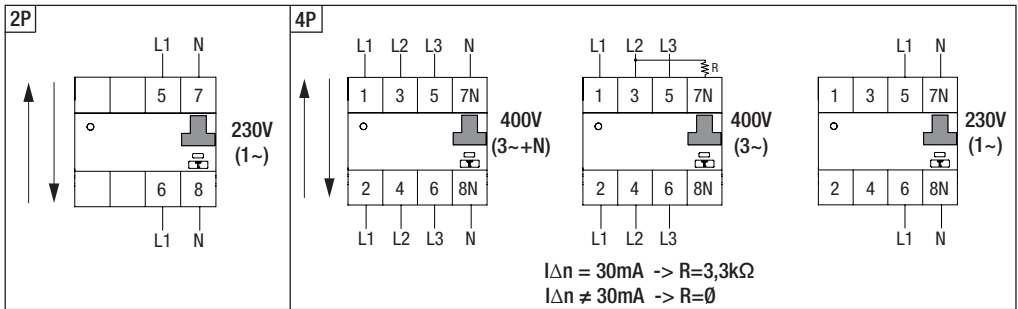 2P
L1 N
5 7
230V
(1~)
6 8
L1 N
4P
L1 L2 L3 N
1 3 5 7N
400V
(3~+N)
2 4 6 8N
L1 L2 L3 N
L1 L2 L3
R
1 3 5 7N
400V
(3~)
2 4 6 8N
L1 L2 L3
L1 N
1 3 5 7N
230V
(1~)
2 4 6 8N
L1 N
I∆n = 30mA -> R=3,3kΩ
I∆n ≠ 30mA -> R=Ø